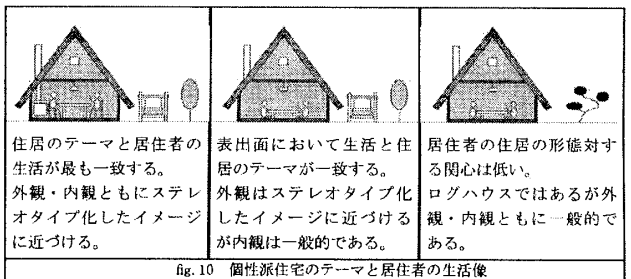 住居のテーマと居住者の
生活が最も一致する。
外観・内観ともにステレ
オタイプ化したイメージ
に近づける。
表出面において生活と住
居のテーマが一致する。
外観はステレオタイプ化
したイメージに近づける
が内観は一般的である。
居住者の住居の形態対す
る関心は低い。
ログハウスではあるが外
観・内観ともに一般的で
ある。
fig. 10 個性派住宅のテーマと居住者の生活像